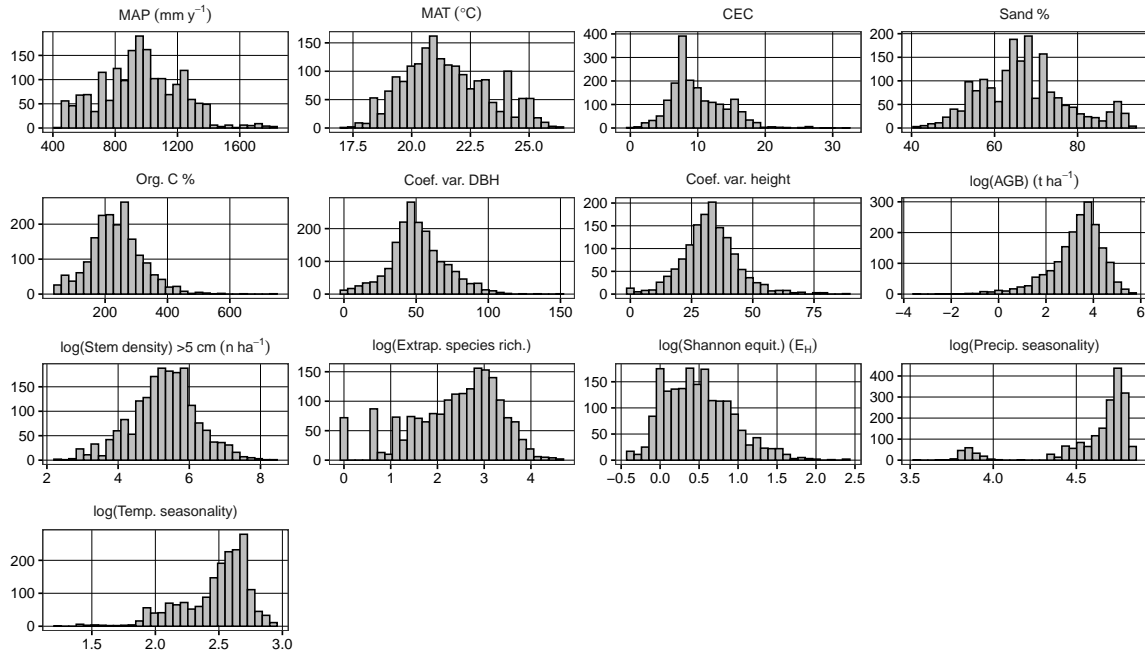 MAP (mm y⁻¹)
MAT (°C)
CEC
Sand %
150
100
50
0
400 800 1200 1600
150
100
50
0
17.5 20.0 22.5 25.0
400
300
200
100
0
0 10 20 30
200
150
100
50
0
40 60 80
Org. C %
Coef. var. DBH
Coef. var. height
log(AGB) (t ha⁻¹)
200
100
0
200 400 600
200
100
0
0 50 100 150
200
150
100
50
0
0 25 50 75
300
200
100
0
−4 −2 0 2 4 6
log(Stem density) >5 cm (n ha⁻¹)
log(Extrap. species rich.)
log(Shannon equit.) (E_H)
log(Precip. seasonality)
150
100
50
0
2 4 6 8
150
100
50
0
0 1 2 3 4
150
100
50
0
−0.5 0.0 0.5 1.0 1.5 2.0 2.5
400
300
200
100
0
3.5 4.0 4.5
log(Temp. seasonality)
200
100
0
1.5 2.0 2.5 3.0